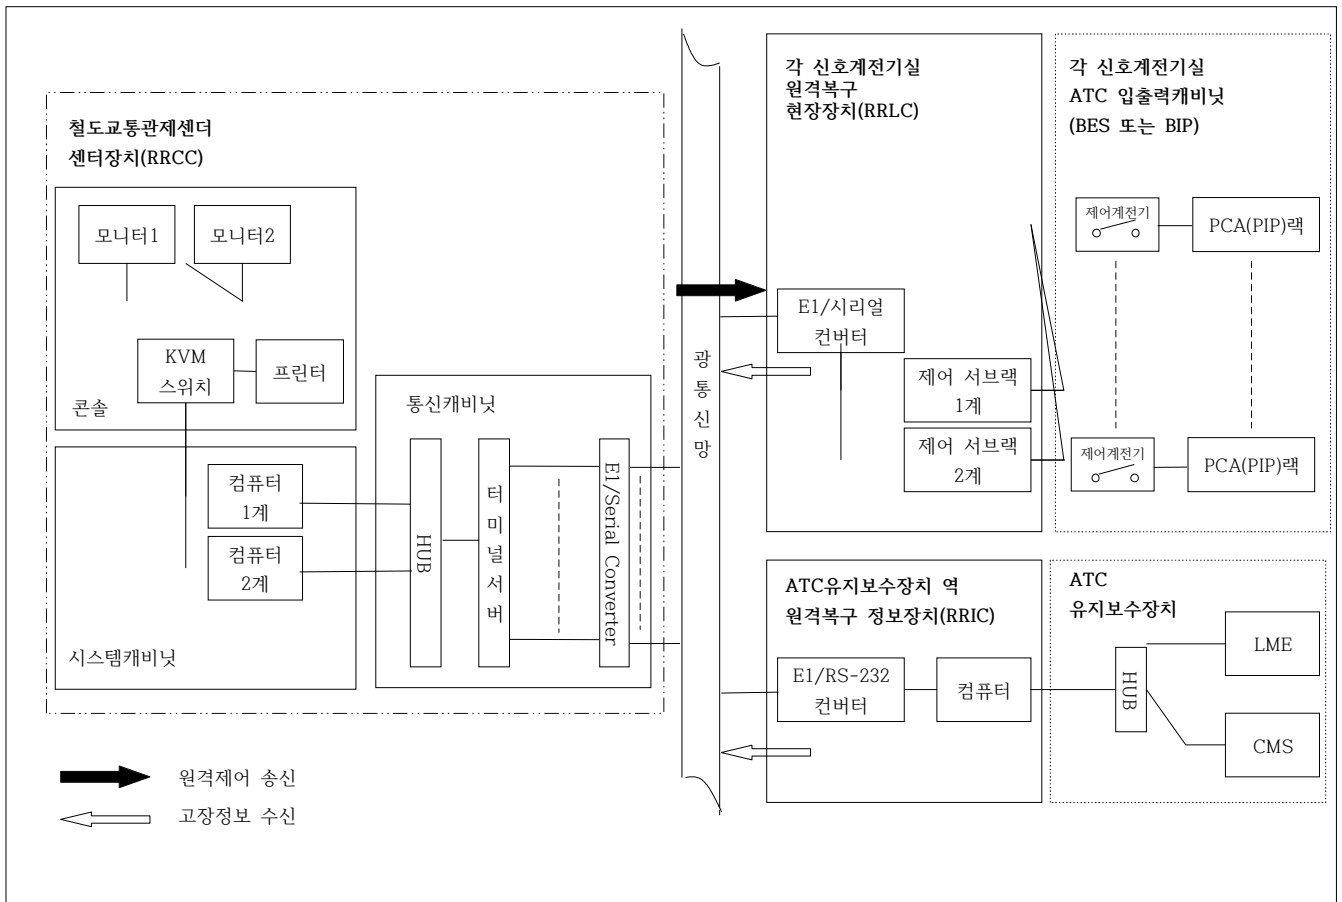 철도교통관제센더
센터장치(RRCC)
모니터1
모니터2
KVM
스위치
프린터
콘솔
컴퓨터
1계
컴퓨터
2계
시스템캐비닛
통신캐비닛
HUB
터미널서버
E1/Serial Converter
광통신망
각 신호계전기실
원격복구
현장장치(RRLC)
E1/시리얼
컨버터
제어 서브랙
1계
제어 서브랙
2계
각 신호계전기실
ATC 입출력캐비닛
(BES 또는 BIP)
제어계전기
PCA(PIP)랙
제어계전기
PCA(PIP)랙
ATC유지보수장치 역
원격복구 정보장치(RRIC)
E1/RS-232
컨버터
컴퓨터
ATC
유지보수장치
HUB
LME
CMS
원격제어 송신
고장정보 수신